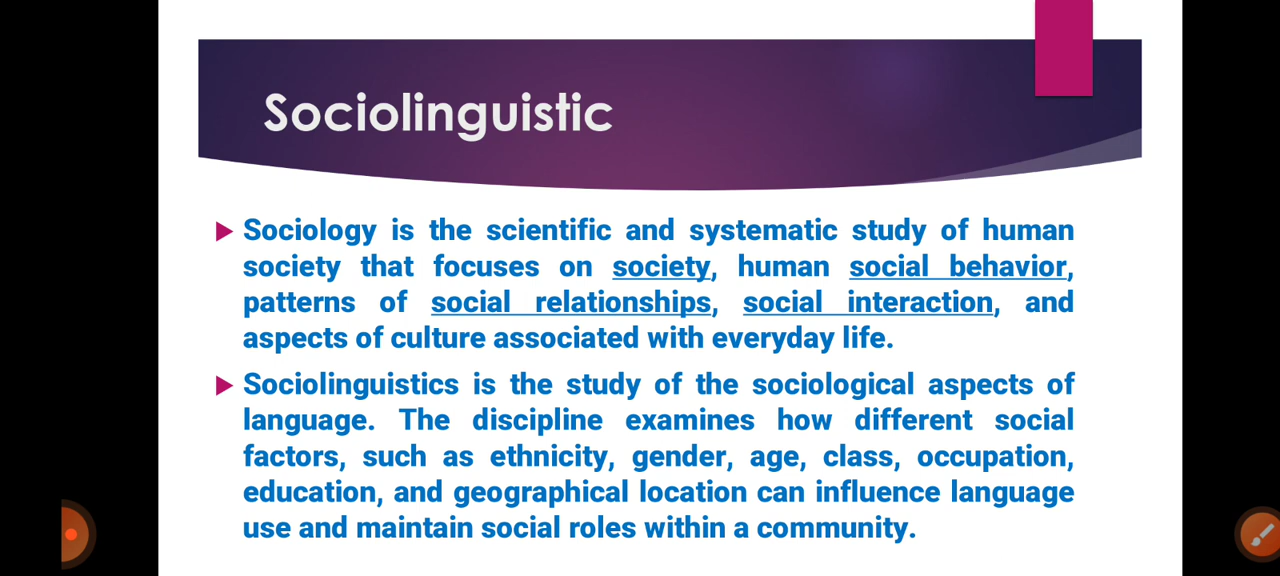 Sociolinguistic
Sociology is the scientific and systematic study of human
society that focuses on society, human social behavior,
patterns of social relationships, social interaction, and
aspects of culture associated with everyday life.
Sociolinguistics is the study of the sociological aspects of
language. The discipline examines how different social
factors, such as ethnicity, gender, age, class, occupation,
education, and geographical location can influence language
use and maintain social roles within a community.